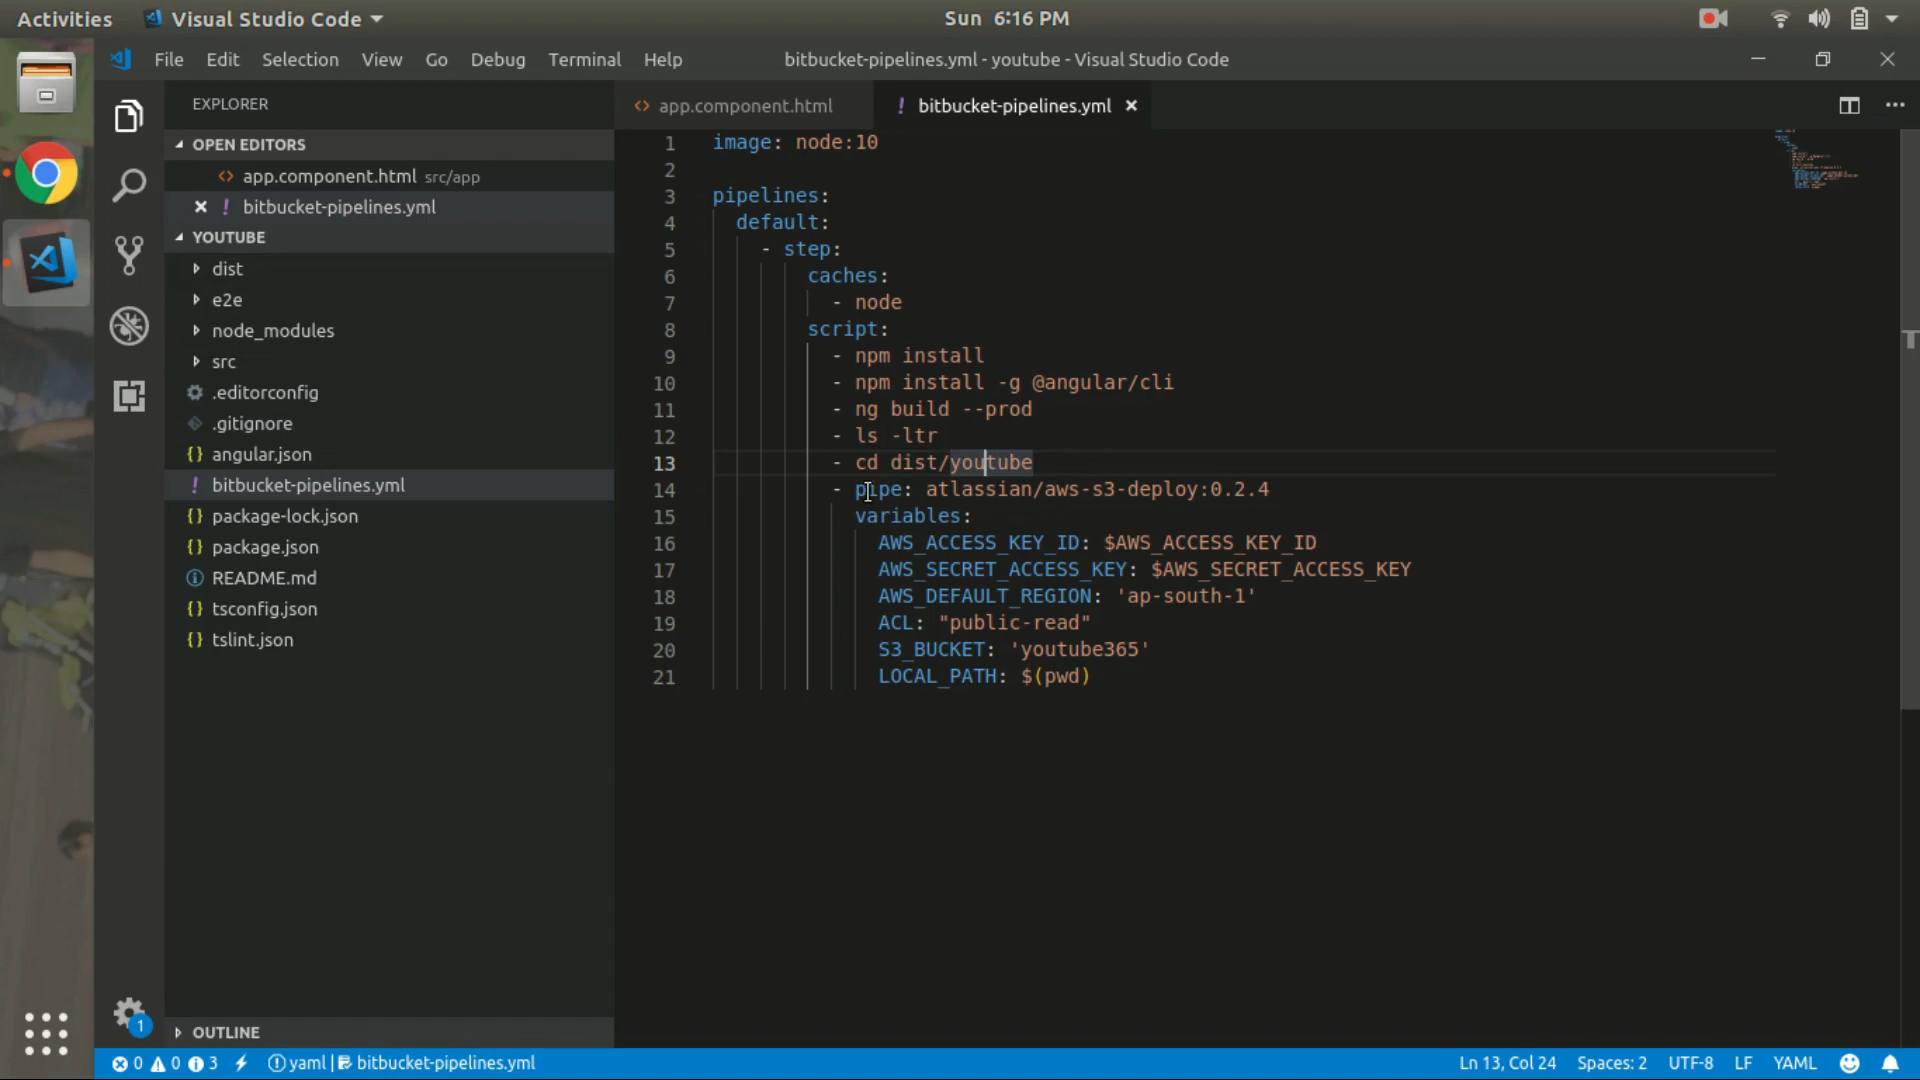 Activities Visual Studio Code Sun 6:16 PM
File Edit Selection View Go Debug Terminal Help bitbucket-pipelines.yml - youtube - Visual Studio Code
EXPLORER
OPEN EDITORS
<> app.component.html src/app
! bitbucket-pipelines.yml
YOUTUBE
dist
e2e
node_modules
src
.editorconfig
.gitignore
{} angular.json
! bitbucket-pipelines.yml
{} package-lock.json
{} package.json
README.md
{} tsconfig.json
{} tslint.json
OUTLINE
1
<> app.component.html ! bitbucket-pipelines.yml
1 image: node:10
2
3 pipelines:
4 default:
5 - step:
6 caches:
7 - node
8 script:
9 - npm install
10 - npm install -g @angular/cli
11 - ng build --prod
12 - ls -ltr
13 - cd dist/youtube
14 - pipe: atlassian/aws-s3-deploy:0.2.4
15 variables:
16 AWS_ACCESS_KEY_ID: $AWS_ACCESS_KEY_ID
17 AWS_SECRET_ACCESS_KEY: $AWS_SECRET_ACCESS_KEY
18 AWS_DEFAULT_REGION: 'ap-south-1'
19 ACL: "public-read"
20 S3_BUCKET: 'youtube365'
21 LOCAL_PATH: $(pwd)
0 0 3 yaml | bitbucket-pipelines.yml Ln 13, Col 24 Spaces: 2 UTF-8 LF YAML